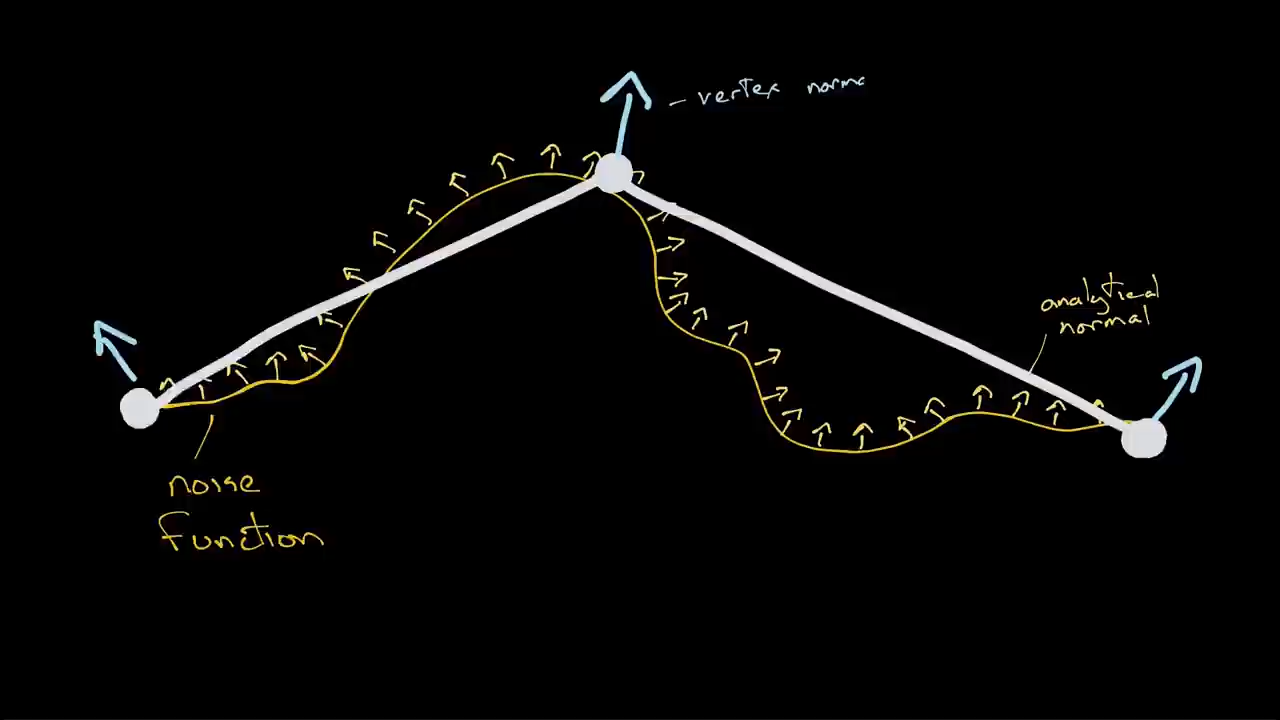 – vertex norma
analytical
normal
noise
function